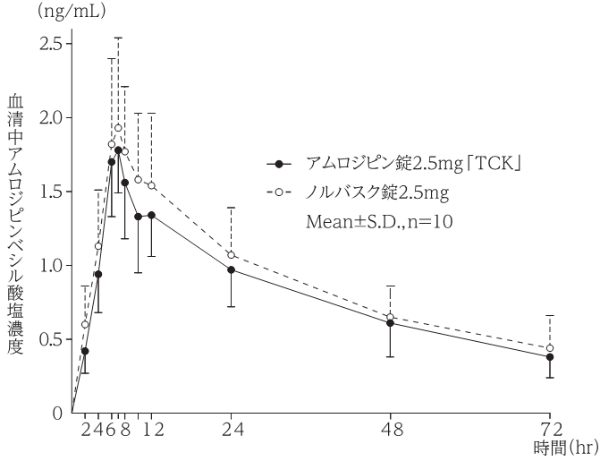 (ng/mL)
2.5
2.0
1.5
1.0
0.5
0
血清中アムロジピンベシル酸塩濃度
アムロジピン錠2.5mg「TCK」
ノルバスク錠2.5mg
Mean±S.D.,n=10
2 4 6 8 12 24 48 72
時間(hr)